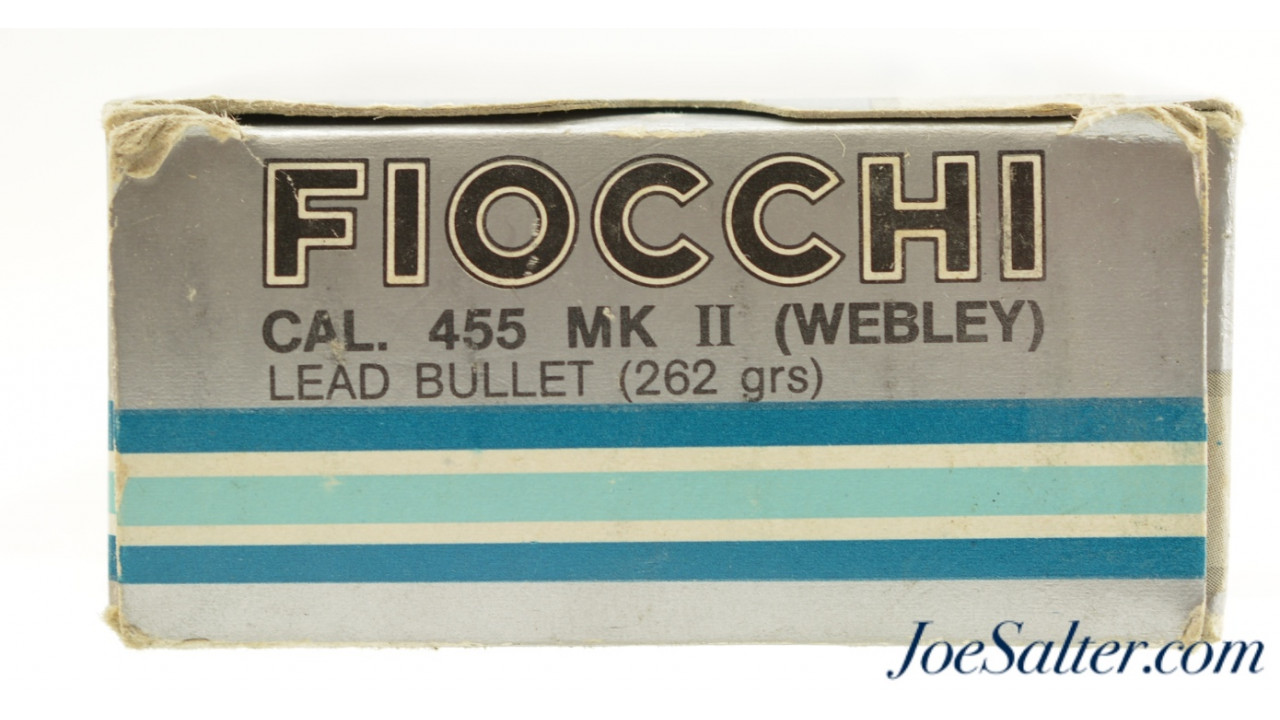 FIOCCHI
CAL. 455 MK II (WEBLEY)
LEAD BULLET (262 grs)
JoeSalter.com